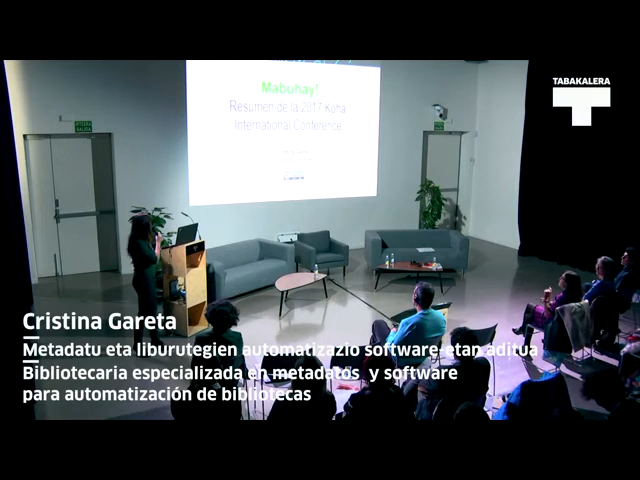 TABAKALERA
Mabuhay!
Resumen de la 2017 Koha
International Conference
Cristina Gareta
Metadatu eta liburutegien automatizazio software-etan aditua
Bibliotecaria especializada en metadatos y software
para automatización de bibliotecas